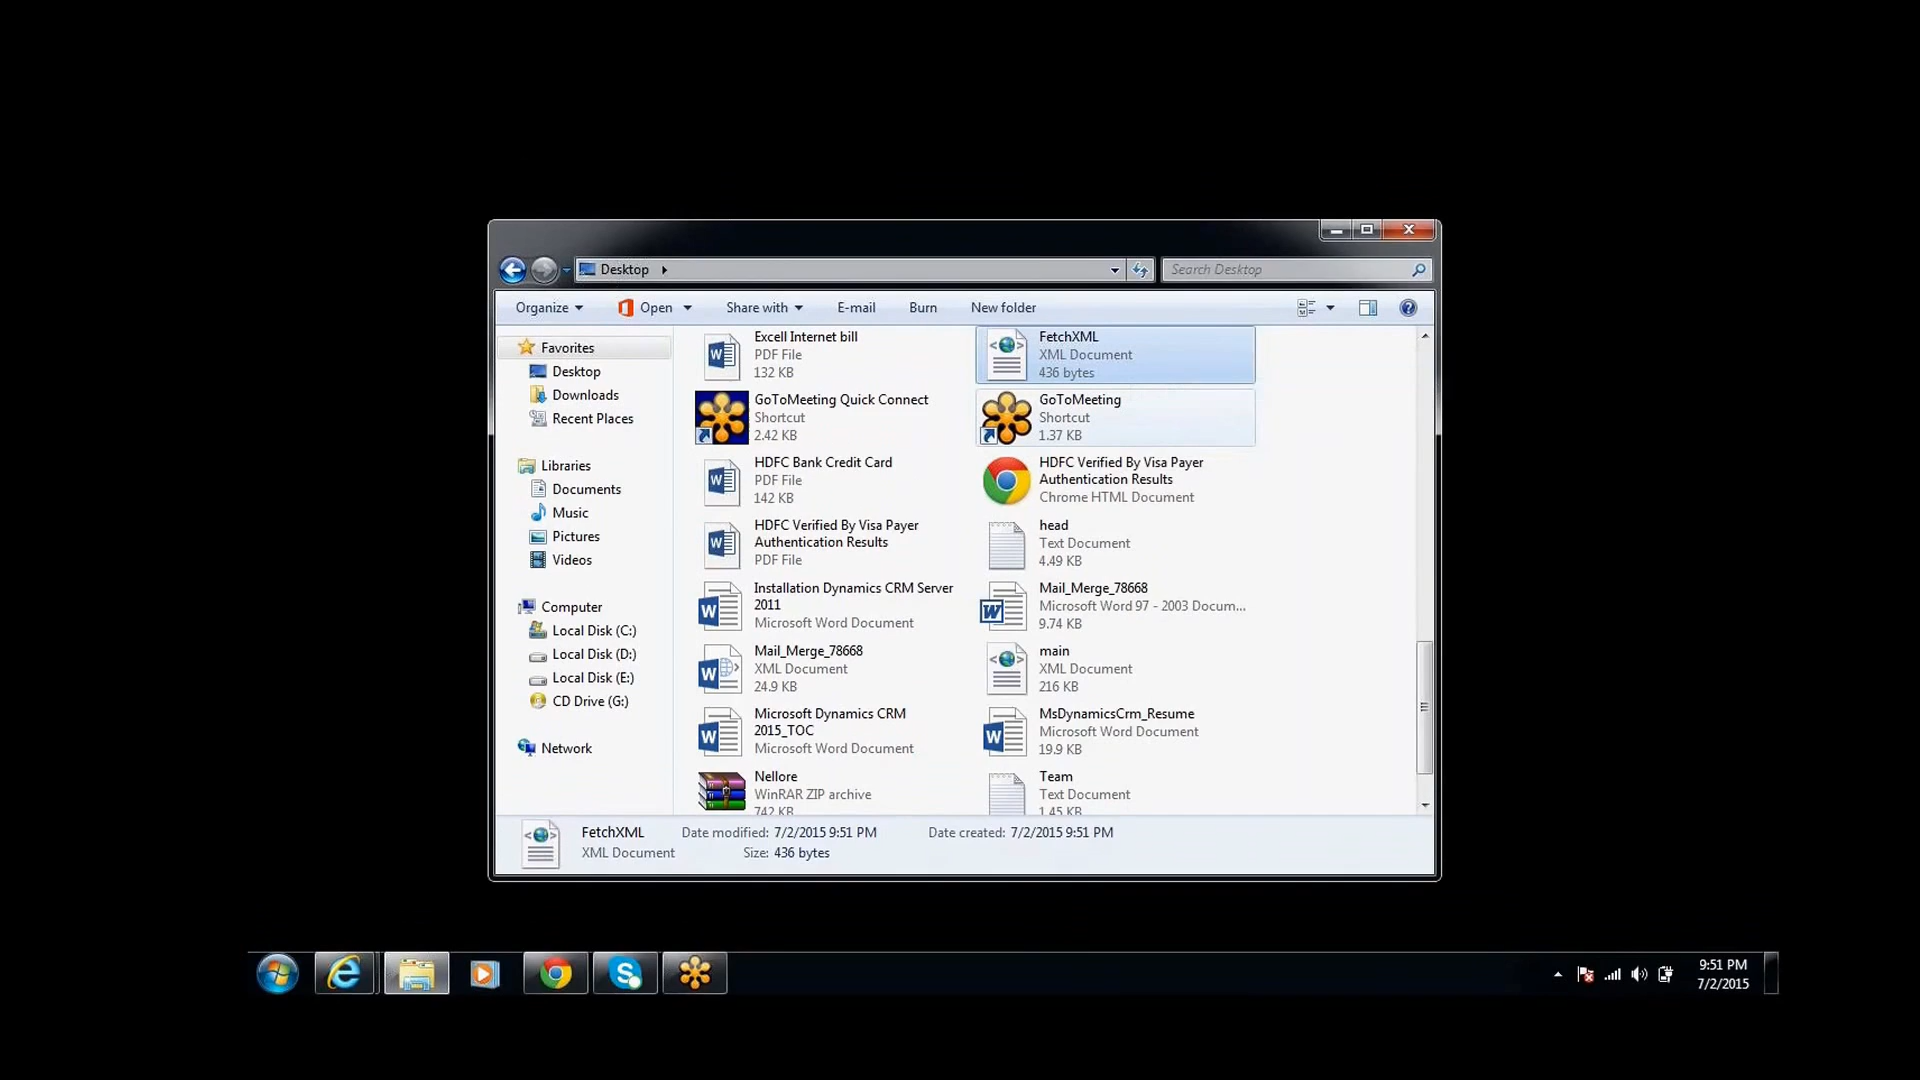 Desktop
Search Desktop
Organize
Open
Share with
E-mail
Burn
New folder
Favorites
Desktop
Downloads
Recent Places
Libraries
Documents
Music
Pictures
Videos
Computer
Local Disk (C:)
Local Disk (D:)
Local Disk (E:)
CD Drive (G:)
Network
Excell Internet bill
PDF File
132 KB
FetchXML
XML Document
436 bytes
GoToMeeting Quick Connect
Shortcut
2.42 KB
GoToMeeting
Shortcut
1.37 KB
HDFC Bank Credit Card
PDF File
142 KB
HDFC Verified By Visa Payer
Authentication Results
Chrome HTML Document
HDFC Verified By Visa Payer
Authentication Results
PDF File
head
Text Document
4.49 KB
Installation Dynamics CRM Server
2011
Microsoft Word Document
Mail_Merge_78668
Microsoft Word 97 - 2003 Docum...
9.74 KB
Mail_Merge_78668
XML Document
24.9 KB
main
XML Document
216 KB
Microsoft Dynamics CRM
2015_TOC
Microsoft Word Document
MsDynamicsCrm_Resume
Microsoft Word Document
19.9 KB
Nellore
WinRAR ZIP archive
742 KB
Team
Text Document
1.45 KB
FetchXML
XML Document
Date modified: 7/2/2015 9:51 PM
Size: 436 bytes
Date created: 7/2/2015 9:51 PM
9:51 PM
7/2/2015